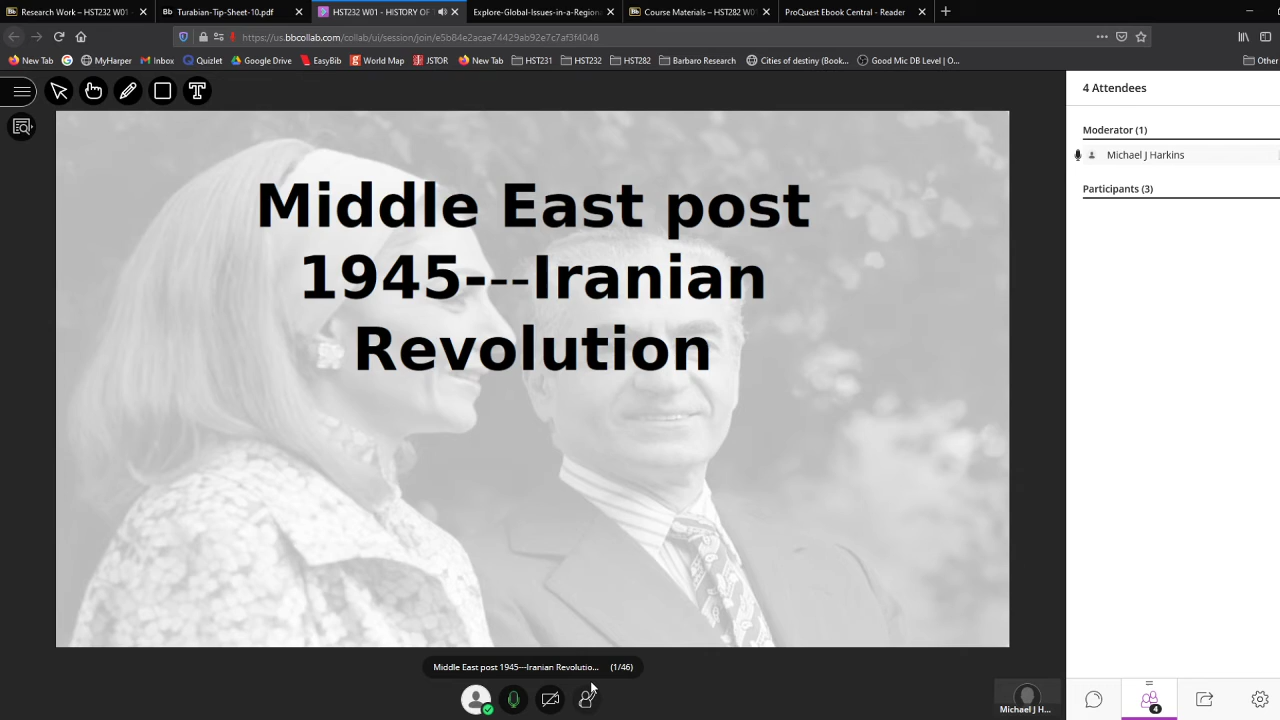 Research Work – HST232 W01 -
Turabian-Tip-Sheet-10.pdf
HST232 W01 - HISTORY OF
Explore-Global-Issues-in-a-Region
Course Materials – HST282 W0
ProQuest Ebook Central - Reader
https://us.bbcollab.com/collab/ui/session/join/e5b84e2acae74429ab92e7c7af3f4048
New Tab
MyHarper
Inbox
Quizlet
Google Drive
EasyBib
World Map
JSTOR
New Tab
HST231
HST232
HST282
Barbaro Research
Cities of destiny (Book...
Good Mic DB Level | O...
Other
4 Attendees
Moderator (1)
Michael J Harkins
Participants (3)
Middle East post
1945---Iranian
Revolution
Middle East post 1945---Iranian Revolutio... (1/46)
Michael J H...
4